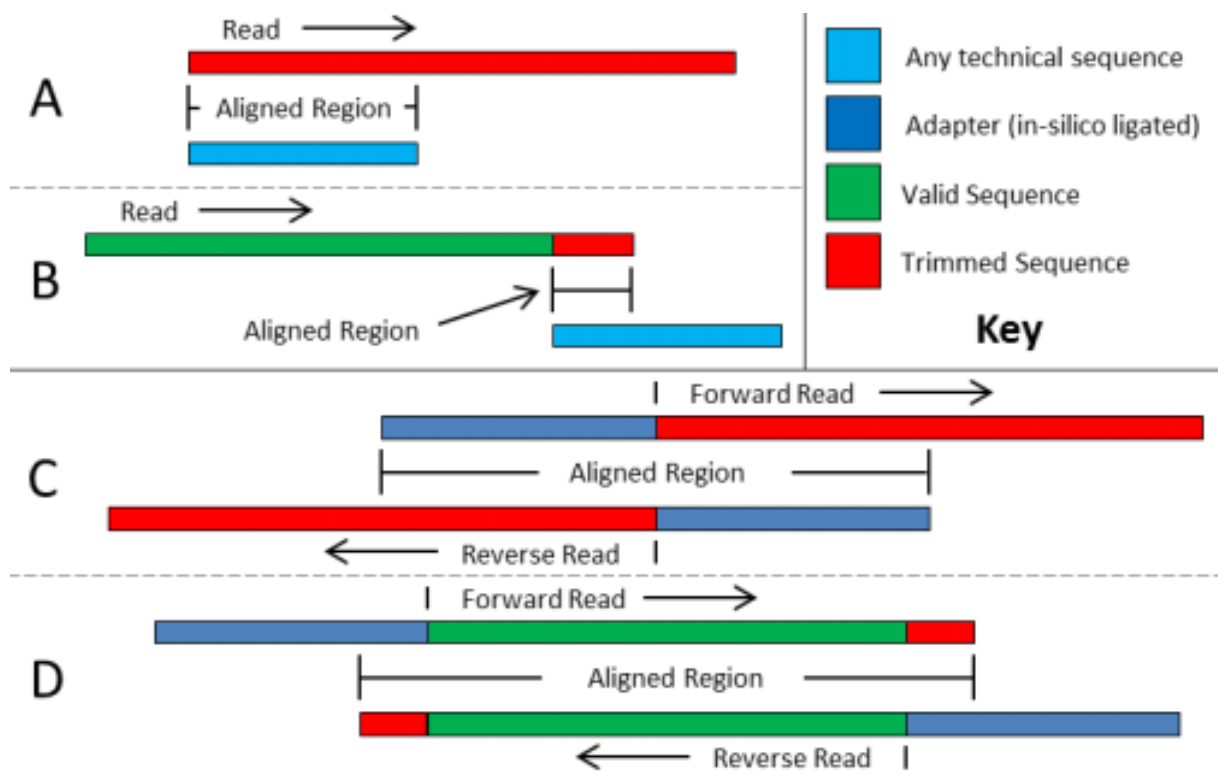 Read
A
Aligned Region
Read
B
Aligned Region
Any technical sequence
Adapter (in-silico ligated)
Valid Sequence
Trimmed Sequence
Key
Forward Read
C
Aligned Region
Reverse Read
Forward Read
D
Aligned Region
Reverse Read